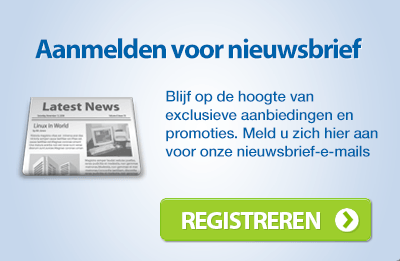 Aanmelden voor nieuwsbrief
Latest News
Linux in World
Blijf op de hoogte van
exclusieve aanbiedingen en
promoties. Meld u zich hier aan
voor onze nieuwsbrief-e-mails
REGISTREREN